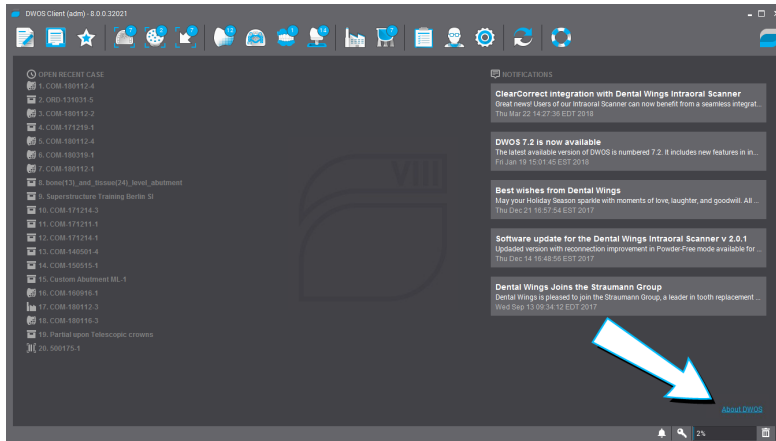 DWOS Client (adm) - 8.0.0.32021
7
2
7
13
1
14
7
OPEN RECENT CASE
1. COM-180112-4
2. ORD-131031-5
3. COM-180112-2
4. COM-171219-1
5. COM-180112-4
6. COM-180319-1
7. COM-180112-1
8. bone(13)_and_tissue(24)_level_abutment
9. Superstructure Training Berlin SI
10. COM-171214-3
11. COM-171211-1
12. COM-171214-1
13. COM-140501-4
14. COM-150515-1
15. Custom Abutment ML-1
16. COM-160916-1
17. COM-180112-3
18. COM-180116-3
19. Partial upon Telescopic crowns
20. 500175-1
VIII
NOTIFICATIONS
ClearCorrect integration with Dental Wings Intraoral Scanner
Great news! Users of our Intraoral Scanner can now benefit from a seamless integrat...
Thu Mar 22 14:27:36 EDT 2018
DWOS 7.2 is now available
The latest available version of DWOS is numbered 7.2. It includes new features in in...
Fri Jan 19 15:01:45 EST 2018
Best wishes from Dental Wings
May your Holiday Season sparkle with moments of love, laughter, and goodwill. All ...
Thu Dec 21 16:57:54 EST 2017
Software update for the Dental Wings Intraoral Scanner v 2.0.1
Updaded version with reconnection improvement in Powder-Free mode available for ...
Thu Dec 14 16:48:56 EST 2017
Dental Wings Joins the Straumann Group
Dental Wings is pleased to join the Straumann Group, a leader in tooth replacement ...
Wed Sep 13 09:34:12 EDT 2017
About DWOS
2%